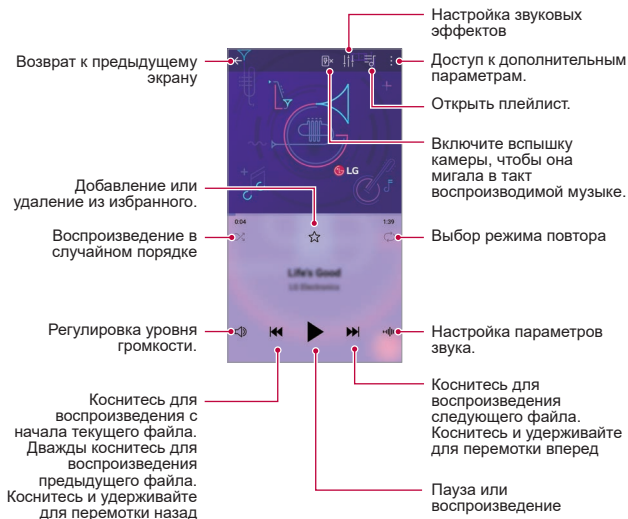 Настройка звуковых
эффектов
Возврат к предыдущему
экрану
Доступ к дополнительным
параметрам.
Открыть плейлист.
Включите вспышку
камеры, чтобы она
мигала в такт
воспроизводимой музыке.
LG
Добавление или
удаление из избранного.
0:04
1:39
Воспроизведение в
случайном порядке
Выбор режима повтора
Life's Good
LG Electronics
Регулировка уровня
громкости.
Настройка параметров
звука.
Коснитесь для
воспроизведения с
начала текущего файла.
Дважды коснитесь для
воспроизведения
предыдущего файла.
Коснитесь и удерживайте
для перемотки назад
Коснитесь для
воспроизведения
следующего файла.
Коснитесь и удерживайте
для перемотки вперед
Пауза или
воспроизведение